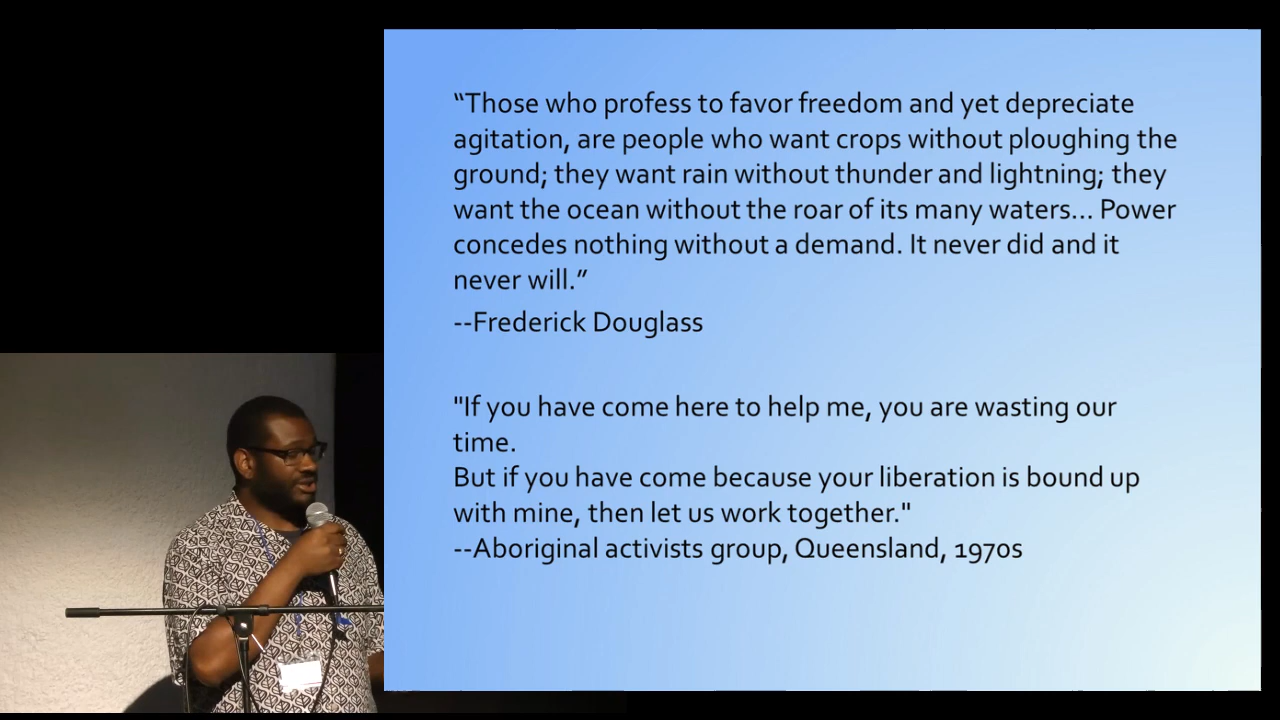 “Those who profess to favor freedom and yet depreciate
agitation, are people who want crops without ploughing the
ground; they want rain without thunder and lightning; they
want the ocean without the roar of its many waters... Power
concedes nothing without a demand. It never did and it
never will.”
--Frederick Douglass
"If you have come here to help me, you are wasting our
time.
But if you have come because your liberation is bound up
with mine, then let us work together."
--Aboriginal activists group, Queensland, 1970s